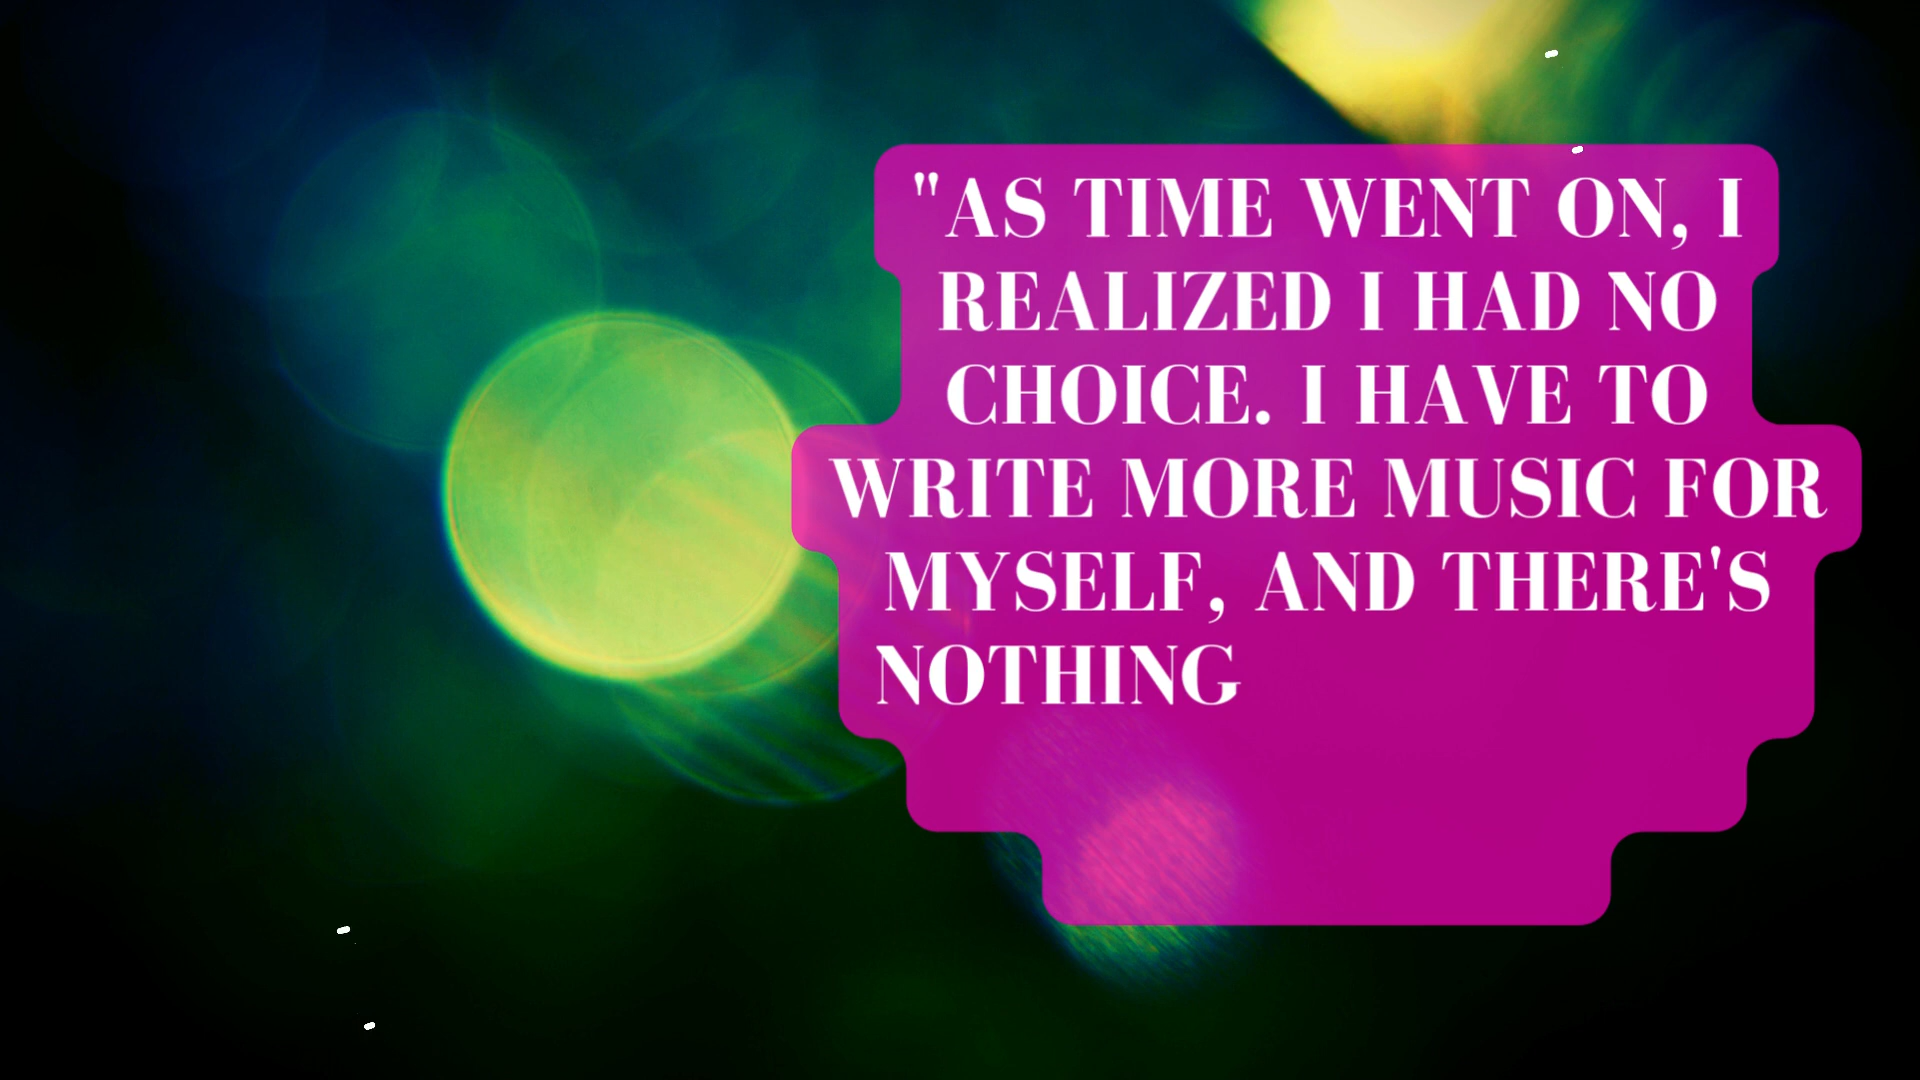 "AS TIME WENT ON, I
REALIZED I HAD NO
CHOICE. I HAVE TO
WRITE MORE MUSIC FOR
MYSELF, AND THERE'S
NOTHING